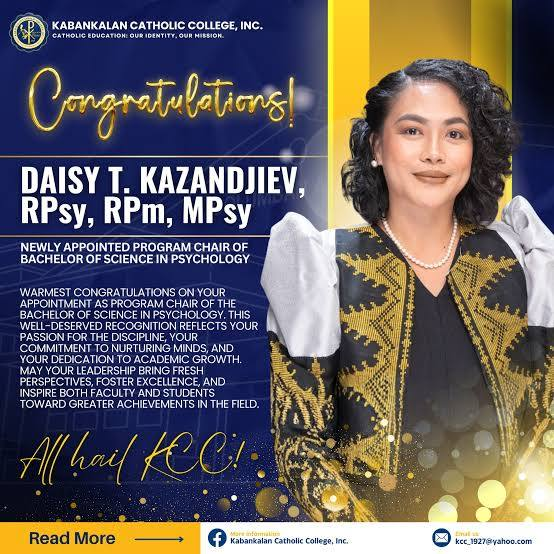 KABANKALAN CATHOLIC COLLEGE, INC.
CATHOLIC EDUCATION: OUR IDENTITY, OUR MISSION.
Congratulations!
DAISY T. KAZANDJIEV,
RPsy, RPm, MPsy
NEWLY APPOINTED PROGRAM CHAIR OF
BACHELOR OF SCIENCE IN PSYCHOLOGY
WARMEST CONGRATULATIONS ON YOUR
APPOINTMENT AS PROGRAM CHAIR OF THE
BACHELOR OF SCIENCE IN PSYCHOLOGY. THIS
WELL-DESERVED RECOGNITION REFLECTS YOUR
PASSION FOR THE DISCIPLINE, YOUR
COMMITMENT TO NURTURING MINDS, AND
YOUR DEDICATION TO ACADEMIC GROWTH.
MAY YOUR LEADERSHIP BRING FRESH
PERSPECTIVES, FOSTER EXCELLENCE, AND
INSPIRE BOTH FACULTY AND STUDENTS
TOWARD GREATER ACHIEVEMENTS IN THE FIELD.
All hail KCC!
Read More
More information
Kabankalan Catholic College, Inc.
Email us
kcc_1927@yahoo.com